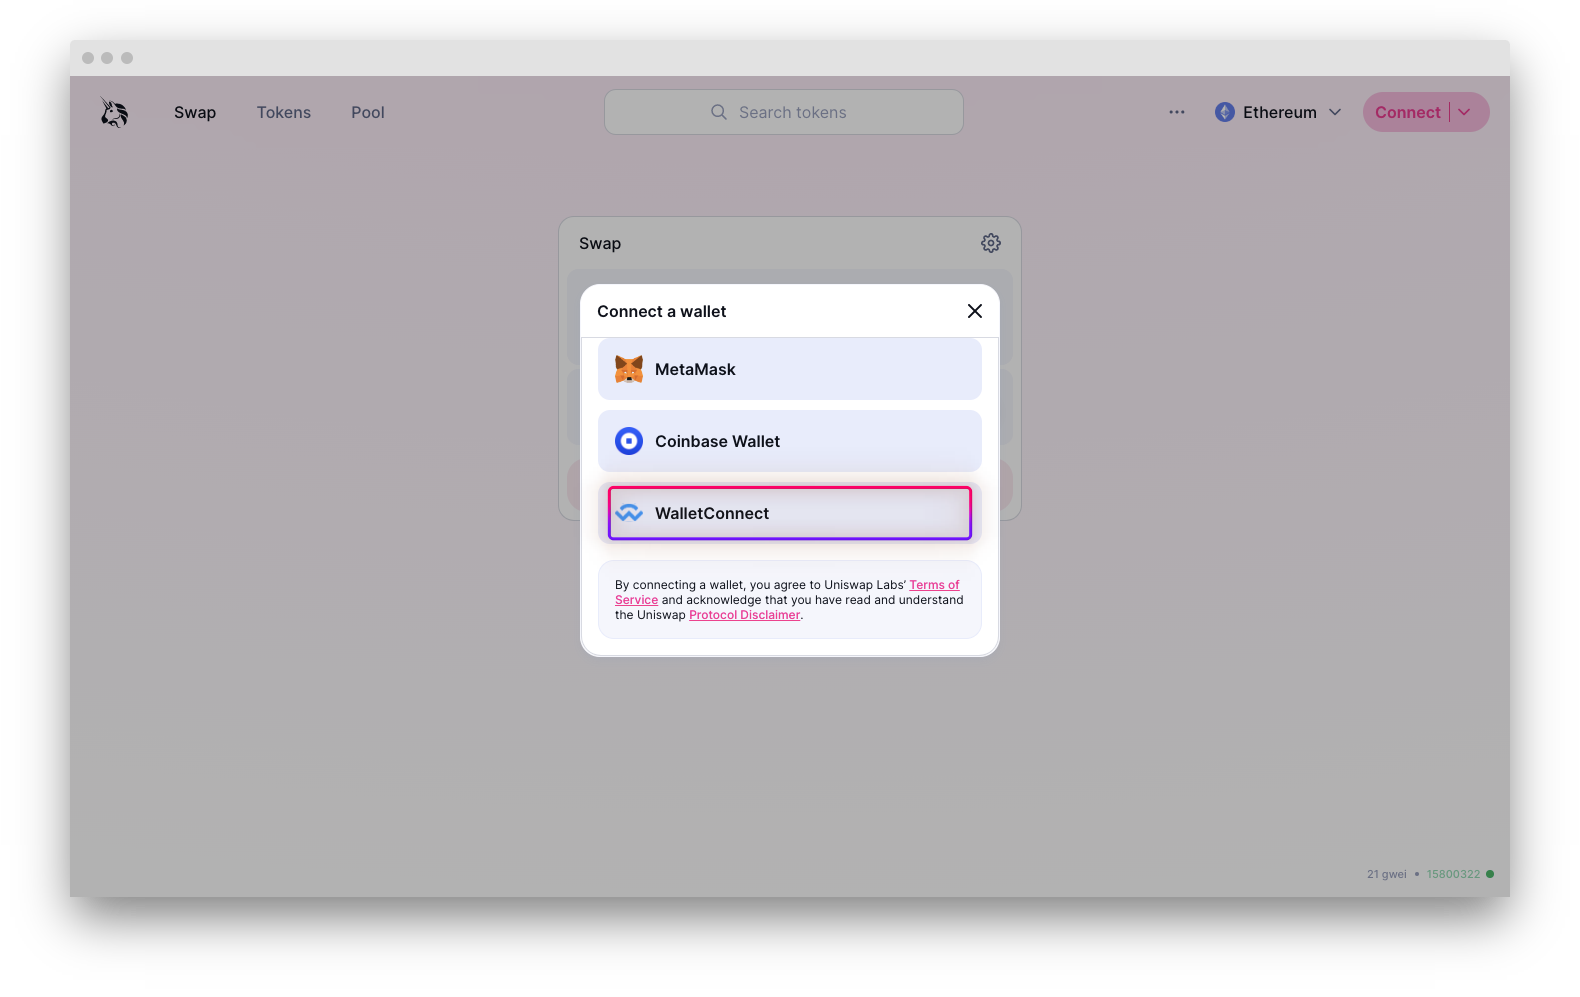 Swap
Tokens
Pool
Search tokens
Ethereum
Connect
Swap
Connect a wallet
MetaMask
Coinbase Wallet
WalletConnect
By connecting a wallet, you agree to Uniswap Labs’ Terms of
Service and acknowledge that you have read and understand
the Uniswap Protocol Disclaimer.
21 gwei • 15800322